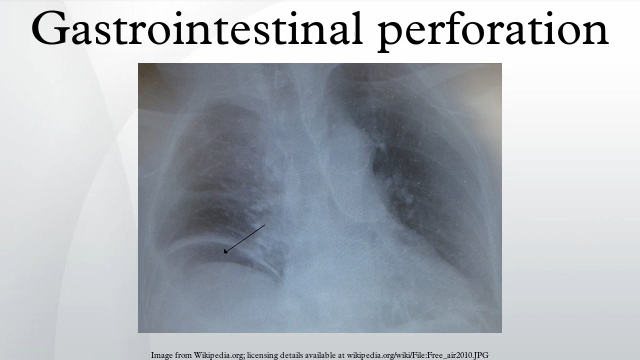 Gastrointestinal perforation
Image from Wikipedia.org; licensing details available at wikipedia.org/wiki/File:Free_air2010.JPG